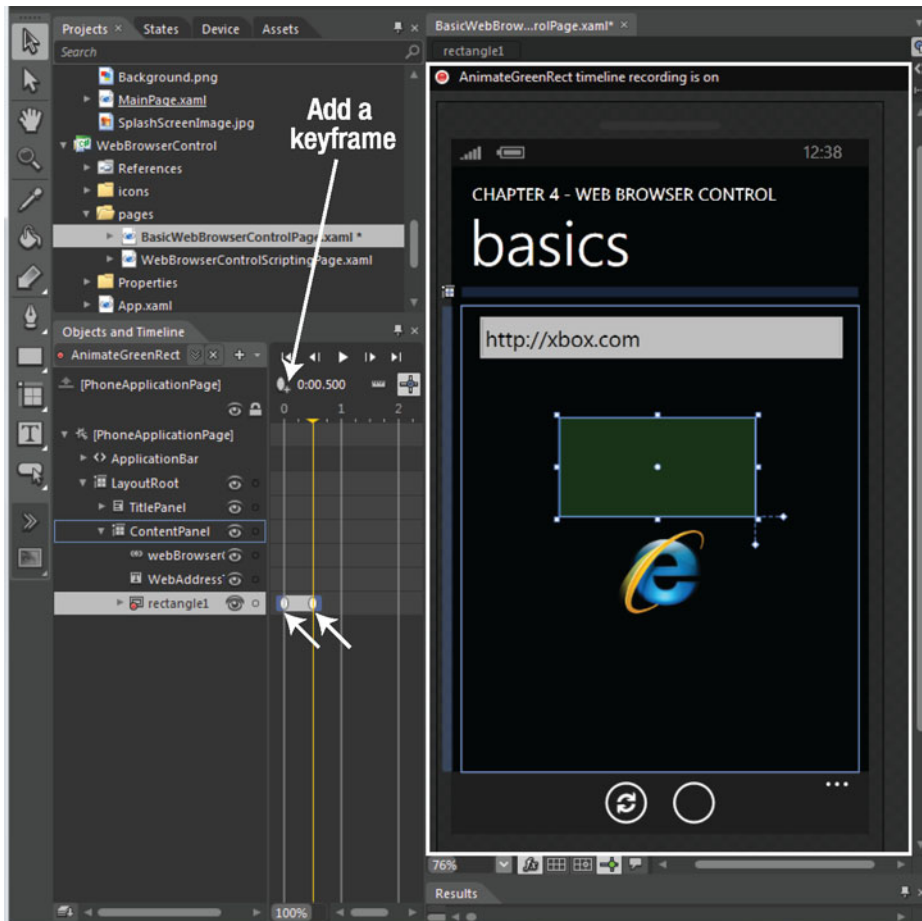 Projects × States Device Assets
Search
Background.png
MainPage.xaml
SplashScreenImage.jpg
WebBrowserControl
References
icons
pages
BasicWebBrowserControlPage.xaml *
WebBrowserControlScriptingPage.xaml
Properties
App.xaml
Add a
keyframe
Objects and Timeline
AnimateGreenRect
[PhoneApplicationPage]
0:00.500
0 1 2
[PhoneApplicationPage]
<> ApplicationBar
LayoutRoot
TitlePanel
ContentPanel
webBrowser(
WebAddress
rectangle1
100%
BasicWebBrow...rolPage.xaml* ×
rectangle1
AnimateGreenRect timeline recording is on
12:38
CHAPTER 4 - WEB BROWSER CONTROL
basics
http://xbox.com
76%
fx
Results